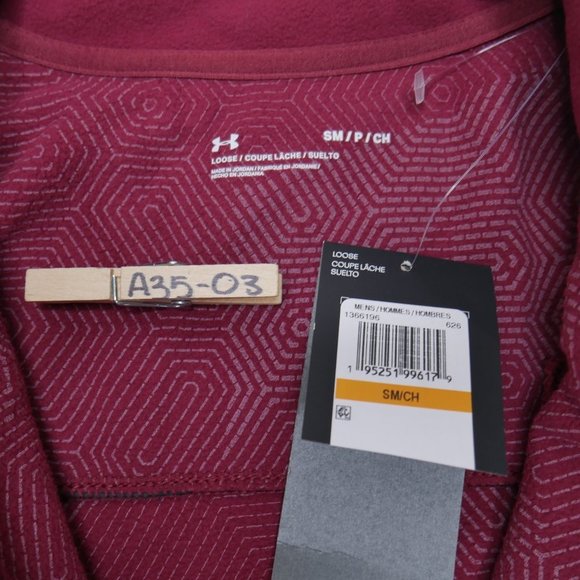 SM / P / CH
LOOSE / COUPE LÂCHE / SUELTO
MADE IN JORDAN / FABRIQUÉ EN JORDANIE /
HECHO EN JORDANIA
A35-03
LOOSE
COUPE LÂCHE
SUELTO
MENS / HOMMES / HOMBRES
1366196 626
1 95251 99617 9
SM/CH